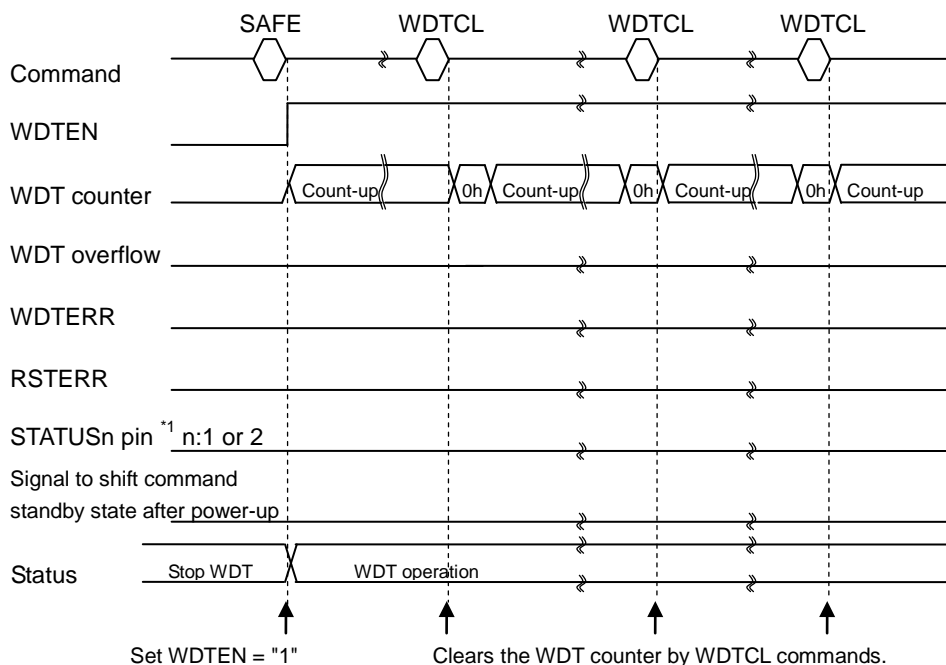 SAFE WDTCL WDTCL WDTCL
Command
WDTEN
WDT counter Count-up 0h Count-up 0h Count-up 0h Count-up
WDT overflow
WDTERR
RSTERR
STATUSn pin *1 n:1 or 2
Signal to shift command
standby state after power-up
Status Stop WDT WDT operation
Set WDTEN = "1" Clears the WDT counter by WDTCL commands.